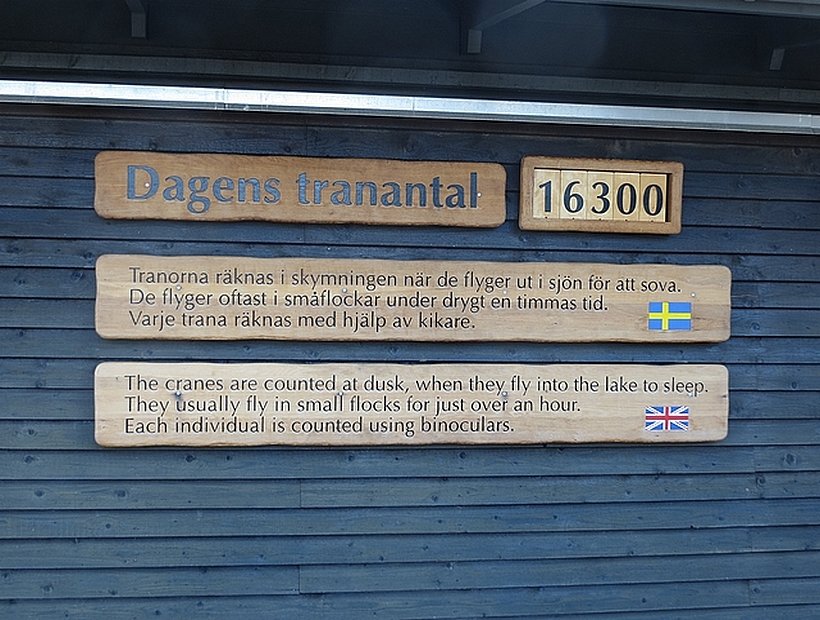 Dagens tranantal 16300
Tranorna räknas i skymningen när de flyger ut i sjön för att sova.
De flyger oftast i småflockar under drygt en timmas tid.
Varje trana räknas med hjälp av kikare.
The cranes are counted at dusk, when they fly into the lake to sleep.
They usually fly in small flocks for just over an hour.
Each individual is counted using binoculars.